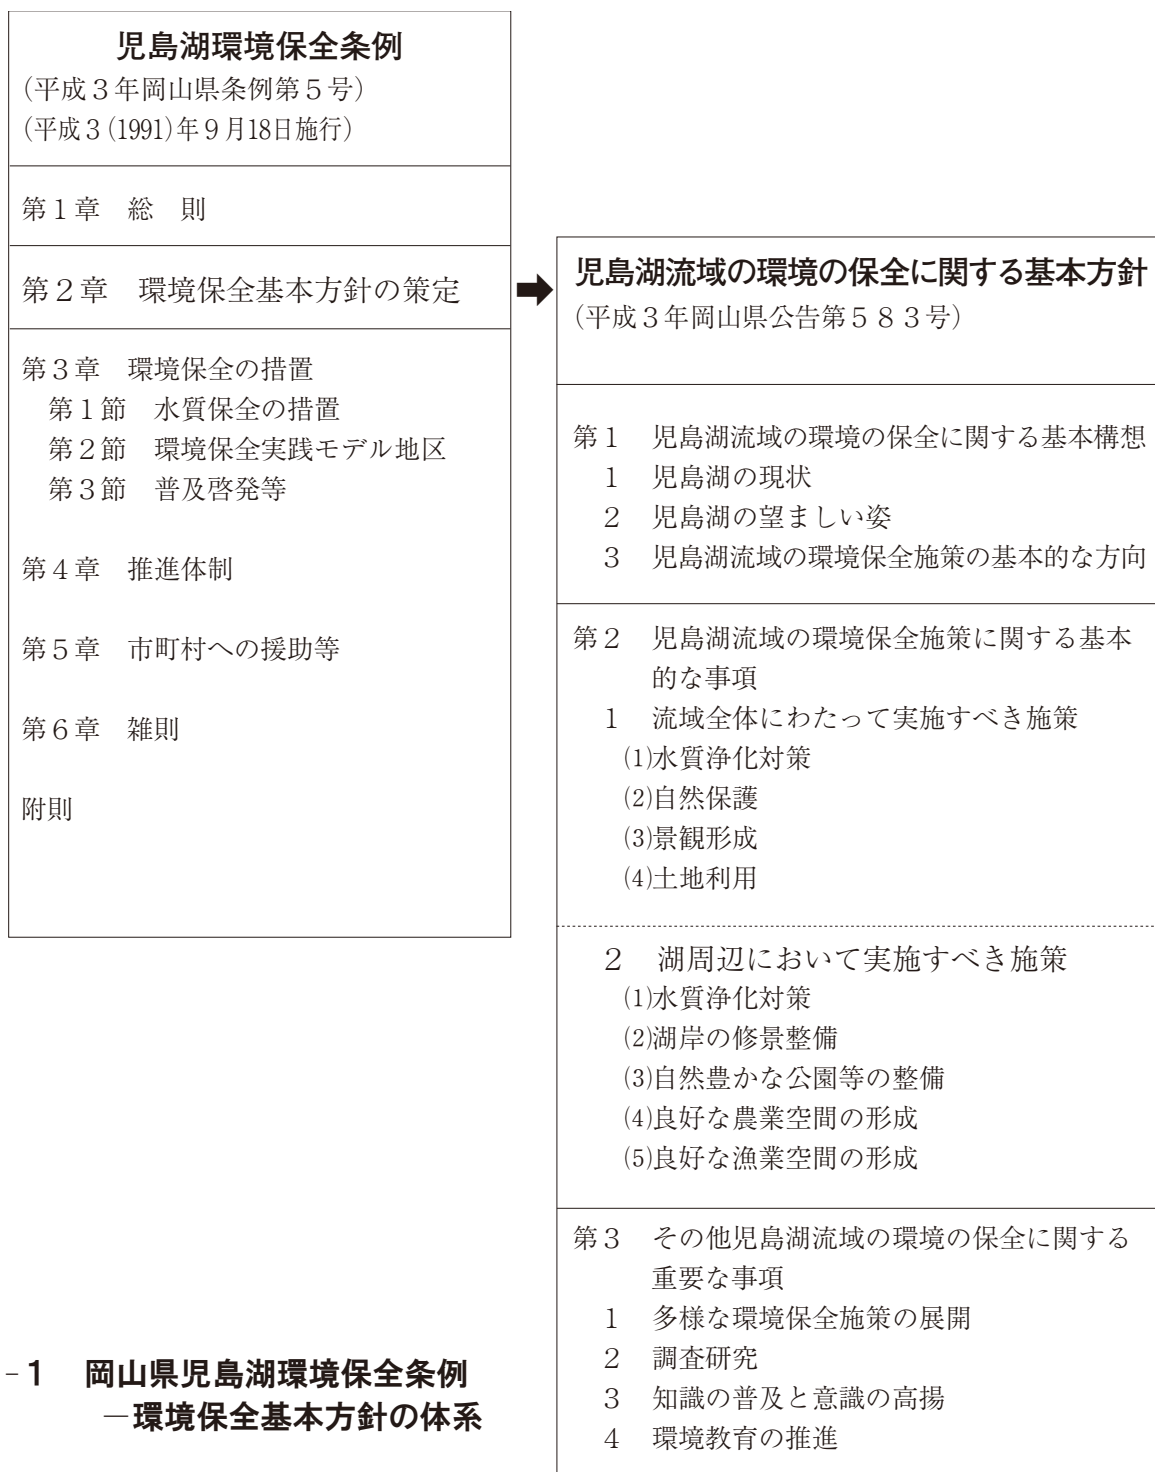 児島湖環境保全条例
（平成３年岡山県条例第５号）
（平成３(1991)年９月18日施行）
第１章　総　則
第２章　環境保全基本方針の策定
第３章　環境保全の措置
第１節　水質保全の措置
第２節　環境保全実践モデル地区
第３節　普及啓発等
第４章　推進体制
第５章　市町村への援助等
第６章　雑則
附則
➡
児島湖流域の環境の保全に関する基本方針
（平成３年岡山県公告第５８３号）
第１　児島湖流域の環境の保全に関する基本構想
１　児島湖の現状
２　児島湖の望ましい姿
３　児島湖流域の環境保全施策の基本的な方向
第２　児島湖流域の環境保全施策に関する基本
的な事項
１　流域全体にわたって実施すべき施策
⑴水質浄化対策
⑵自然保護
⑶景観形成
⑷土地利用
２　湖周辺において実施すべき施策
⑴水質浄化対策
⑵湖岸の修景整備
⑶自然豊かな公園等の整備
⑷良好な農業空間の形成
⑸良好な漁業空間の形成
第３　その他児島湖流域の環境の保全に関する
重要な事項
１　多様な環境保全施策の展開
２　調査研究
３　知識の普及と意識の高揚
４　環境教育の推進
－１　岡山県児島湖環境保全条例
―環境保全基本方針の体系